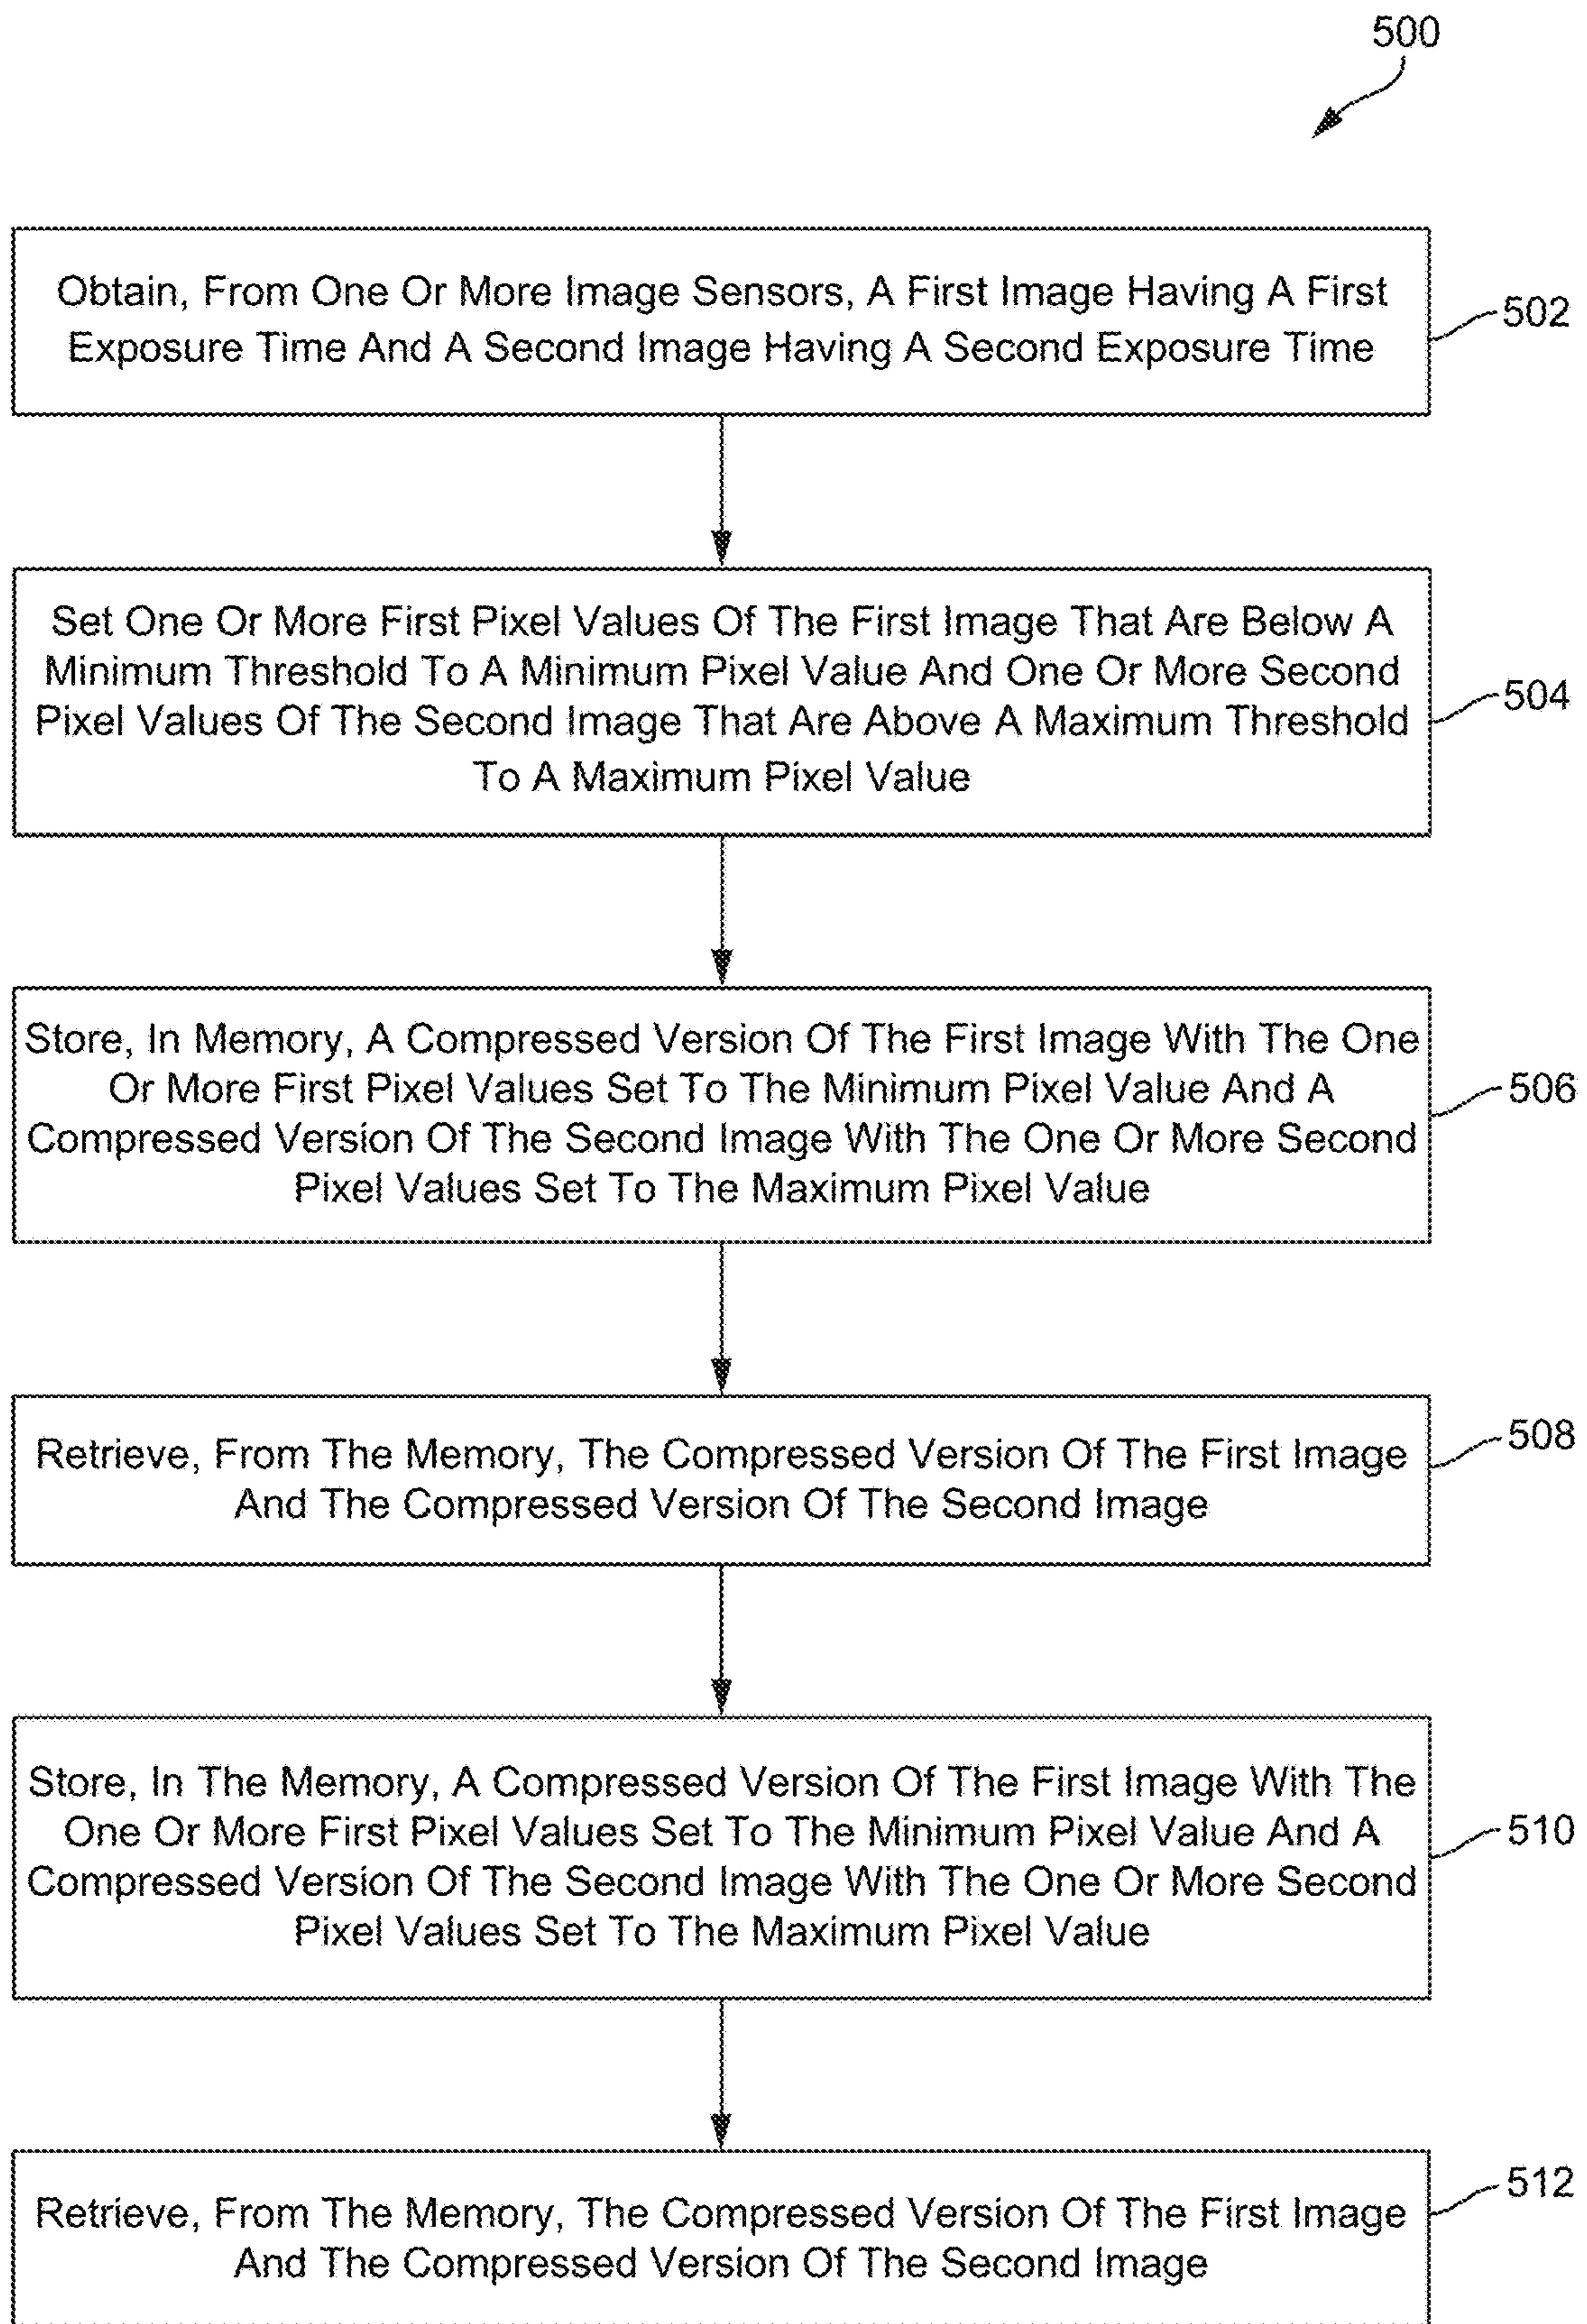 500
Obtain, From One Or More Image Sensors, A First Image Having A First
Exposure Time And A Second Image Having A Second Exposure Time
502
Set One Or More First Pixel Values Of The First Image That Are Below A
Minimum Threshold To A Minimum Pixel Value And One Or More Second
Pixel Values Of The Second Image That Are Above A Maximum Threshold
To A Maximum Pixel Value
504
Store, In Memory, A Compressed Version Of The First Image With The One
Or More First Pixel Values Set To The Minimum Pixel Value And A
Compressed Version Of The Second Image With The One Or More Second
Pixel Values Set To The Maximum Pixel Value
506
Retrieve, From The Memory, The Compressed Version Of The First Image
And The Compressed Version Of The Second Image
508
Store, In The Memory, A Compressed Version Of The First Image With The
One Or More First Pixel Values Set To The Minimum Pixel Value And A
Compressed Version Of The Second Image With The One Or More Second
Pixel Values Set To The Maximum Pixel Value
510
Retrieve, From The Memory, The Compressed Version Of The First Image
And The Compressed Version Of The Second Image
512